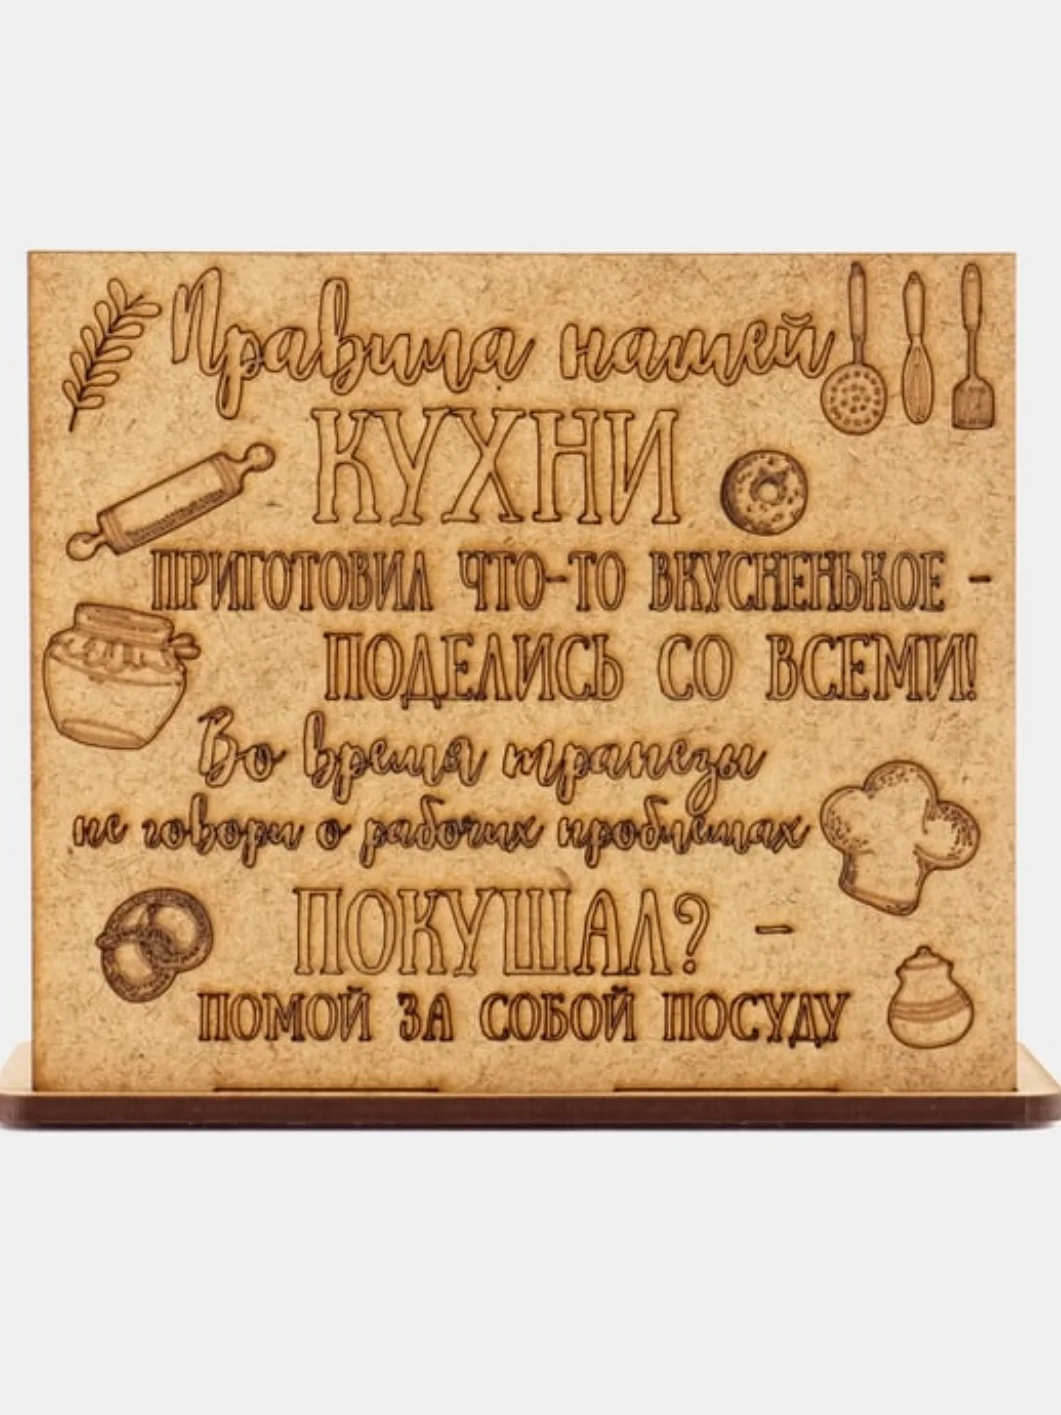 Правила нашей
КУХНИ
ПРИГОТОВИЛ ЧТО-ТО ВКУСНЕНЬКОЕ -
ПОДЕЛИСЬ СО ВСЕМИ!
Во время трапезы
не говори о рабочих проблемах
ПОКУШАЛ? -
ПОМОЙ ЗА СОБОЙ ПОСУДУ